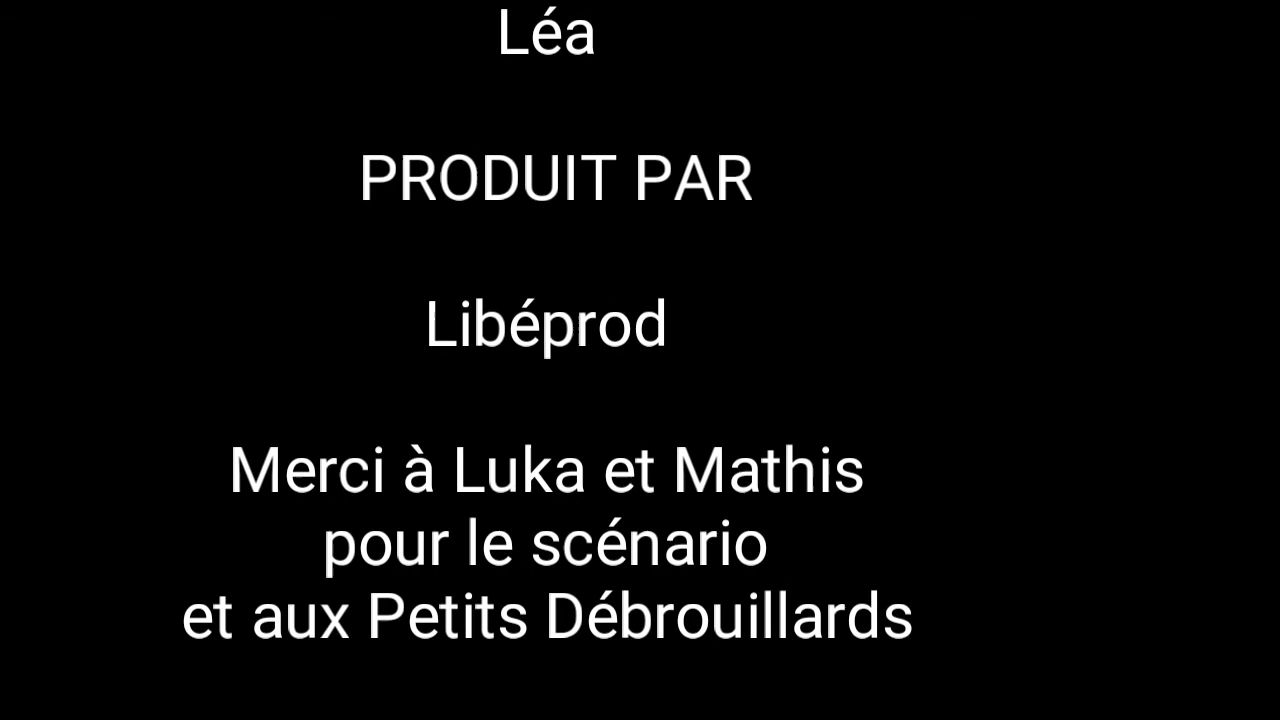 Léa
PRODUIT PAR
Libéprod
Merci à Luka et Mathis
pour le scénario
et aux Petits Débrouillards